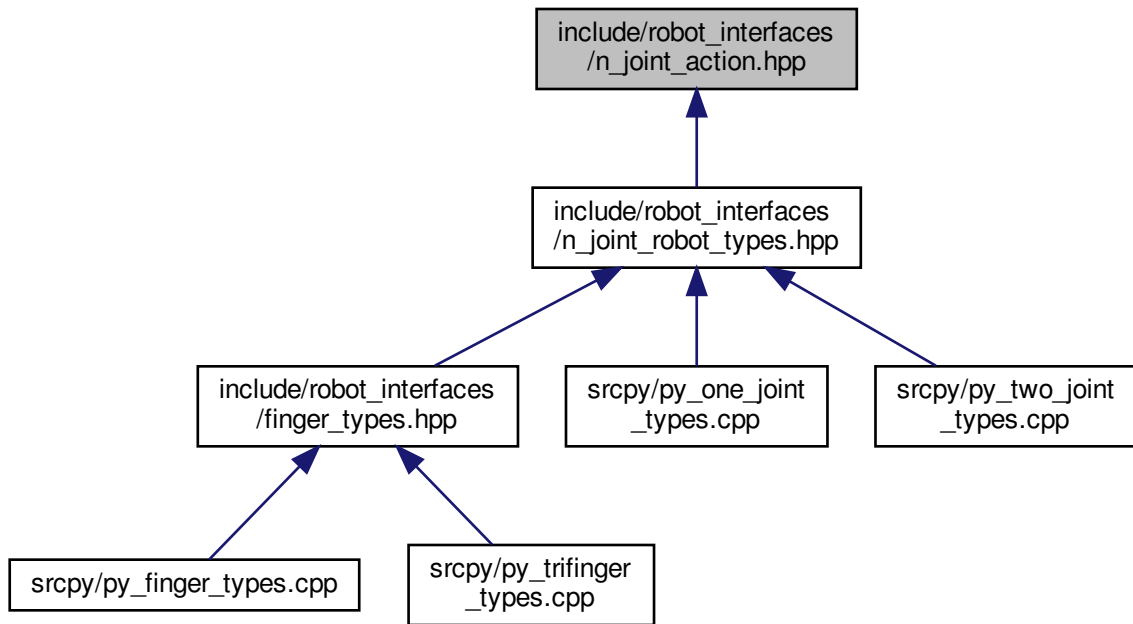 include/robot_interfaces
/n_joint_action.hpp
include/robot_interfaces
/n_joint_robot_types.hpp
include/robot_interfaces
/finger_types.hpp
srcpy/py_one_joint
_types.cpp
srcpy/py_two_joint
_types.cpp
srcpy/py_finger_types.cpp
srcpy/py_trifinger
_types.cpp